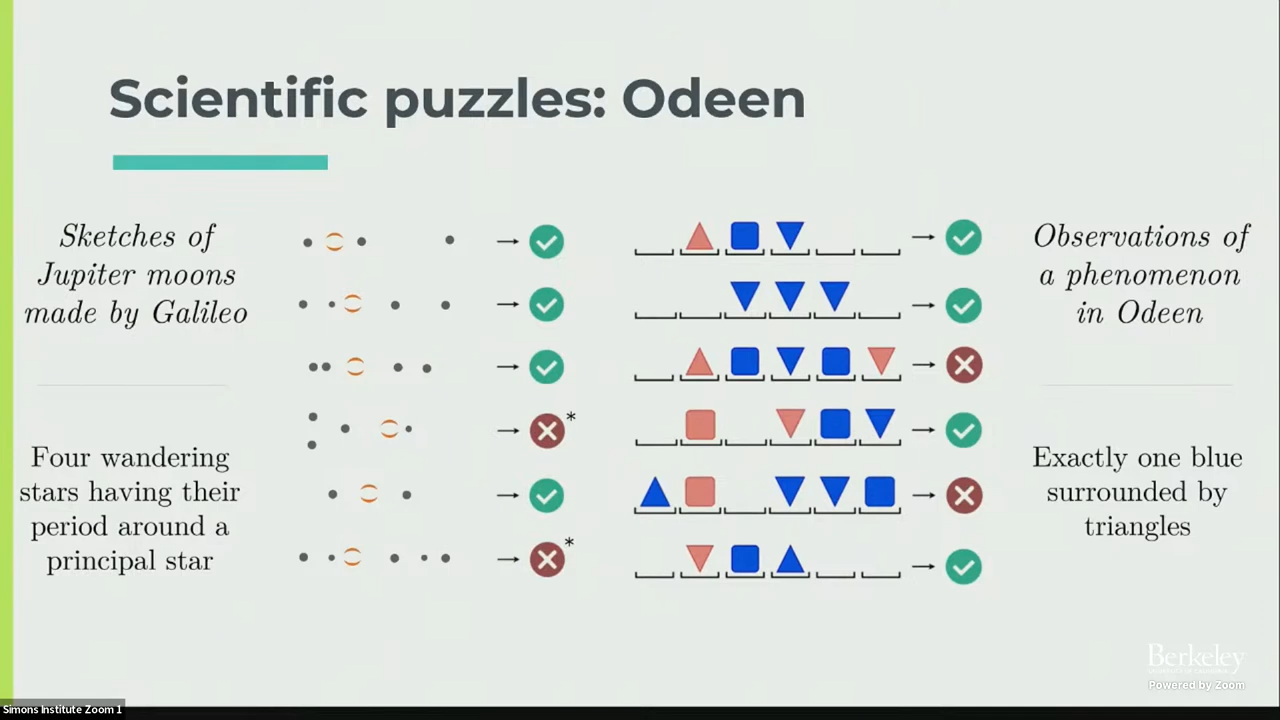 Scientific puzzles: Odeen
Sketches of
Jupiter moons
made by Galileo
Four wandering
stars having their
period around a
principal star
*
*
Observations of
a phenomenon
in Odeen
Exactly one blue
surrounded by
triangles
Berkeley
Powered by Zoom
Simons Institute Zoom 1